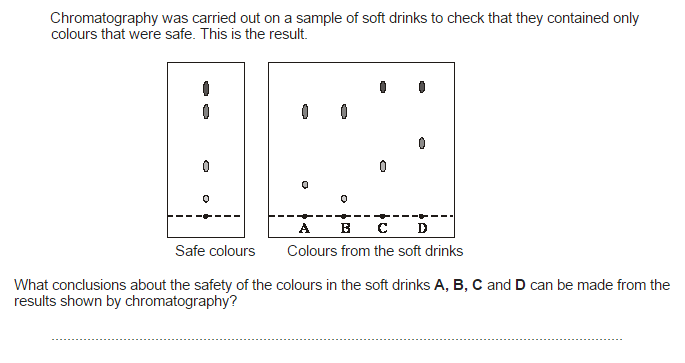 Chromatography was carried out on a sample of soft drinks to check that they contained only
colours that were safe. This is the result.
A B C D
Safe colours Colours from the soft drinks
What conclusions about the safety of the colours in the soft drinks A, B, C and D can be made from the
results shown by chromatography?